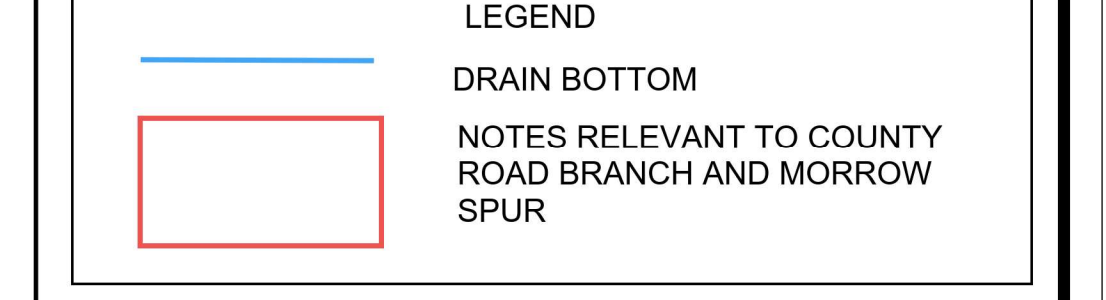 LEGEND
DRAIN BOTTOM
NOTES RELEVANT TO COUNTY
ROAD BRANCH AND MORROW
SPUR